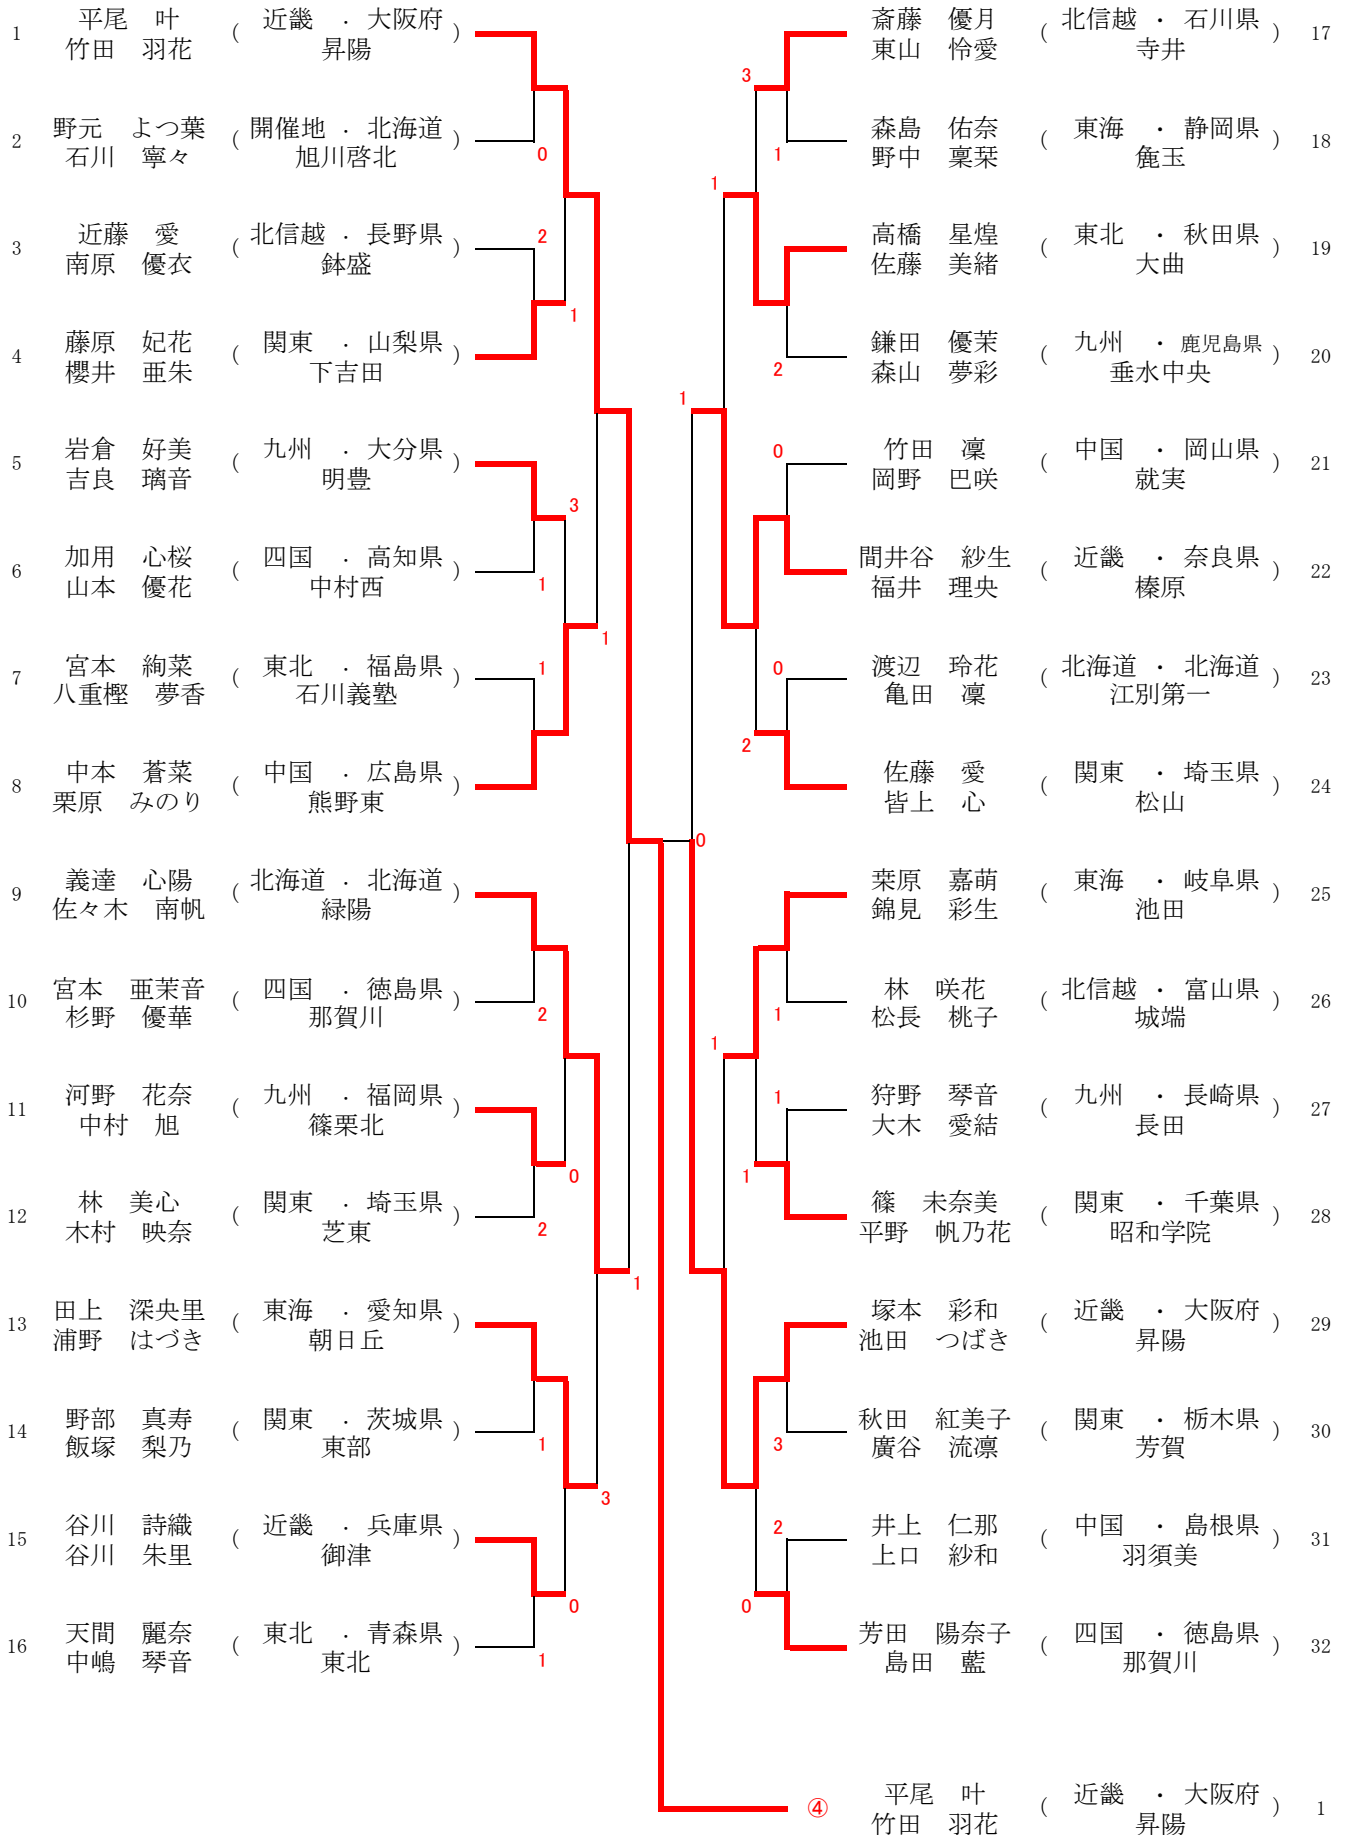 1 平尾 叶 ( 近畿 ・ 大阪府 )
竹田 羽花 昇陽
2 野元 よつ葉 ( 開催地 ・ 北海道 ) 0
石川 寧々 旭川啓北
3 近藤 愛 ( 北信越 ・ 長野県 ) 2
南原 優衣 鉢盛
1
4 藤原 妃花 ( 関東 ・ 山梨県 )
櫻井 亜朱 下吉田
5 岩倉 好美 ( 九州 ・ 大分県 )
吉良 璃音 明豊
3
6 加用 心桜 ( 四国 ・ 高知県 ) 1
山本 優花 中村西
1
7 宮本 絢菜 ( 東北 ・ 福島県 ) 1
八重樫 夢香 石川義塾
8 中本 蒼菜 ( 中国 ・ 広島県 )
栗原 みのり 熊野東
9 義達 心陽 ( 北海道 ・ 北海道 )
佐々木 南帆 緑陽
10 宮本 亜茉音 ( 四国 ・ 徳島県 ) 2
杉野 優華 那賀川
11 河野 花奈 ( 九州 ・ 福岡県 )
中村 旭 篠栗北
0
12 林 美心 ( 関東 ・ 埼玉県 ) 2
木村 映奈 芝東
1
13 田上 深央里 ( 東海 ・ 愛知県 )
浦野 はづき 朝日丘
14 野部 真寿 ( 関東 ・ 茨城県 ) 1
飯塚 梨乃 東部
3
15 谷川 詩織 ( 近畿 ・ 兵庫県 )
谷川 朱里 御津
0
16 天間 麗奈 ( 東北 ・ 青森県 ) 1
中嶋 琴音 東北
斎藤 優月 ( 北信越 ・ 石川県 ) 17
東山 怜愛 寺井
3
1 森島 佑奈 ( 東海 ・ 静岡県 ) 18
野中 稟栞 麁玉
1
高橋 星煌 ( 東北 ・ 秋田県 ) 19
佐藤 美緒 大曲
2 鎌田 優茉 ( 九州 ・ 鹿児島県 ) 20
森山 夢彩 垂水中央
1
0 竹田 凜 ( 中国 ・ 岡山県 ) 21
岡野 巴咲 就実
間井谷 紗生 ( 近畿 ・ 奈良県 ) 22
福井 理央 榛原
0 渡辺 玲花 ( 北海道 ・ 北海道 ) 23
亀田 凜 江別第一
2
佐藤 愛 ( 関東 ・ 埼玉県 ) 24
皆上 心 松山
0
桒原 嘉萌 ( 東海 ・ 岐阜県 ) 25
錦見 彩生 池田
1 林 咲花 ( 北信越 ・ 富山県 ) 26
松長 桃子 城端
1
1 狩野 琴音 ( 九州 ・ 長崎県 ) 27
大木 愛結 長田
1
篠 未奈美 ( 関東 ・ 千葉県 ) 28
平野 帆乃花 昭和学院
塚本 彩和 ( 近畿 ・ 大阪府 ) 29
池田 つばき 昇陽
3 秋田 紅美子 ( 関東 ・ 栃木県 ) 30
廣谷 流凛 芳賀
2 井上 仁那 ( 中国 ・ 島根県 ) 31
上口 紗和 羽須美
0
芳田 陽奈子 ( 四国 ・ 徳島県 ) 32
島田 藍 那賀川
④ 平尾 叶 ( 近畿 ・ 大阪府 ) 1
竹田 羽花 昇陽